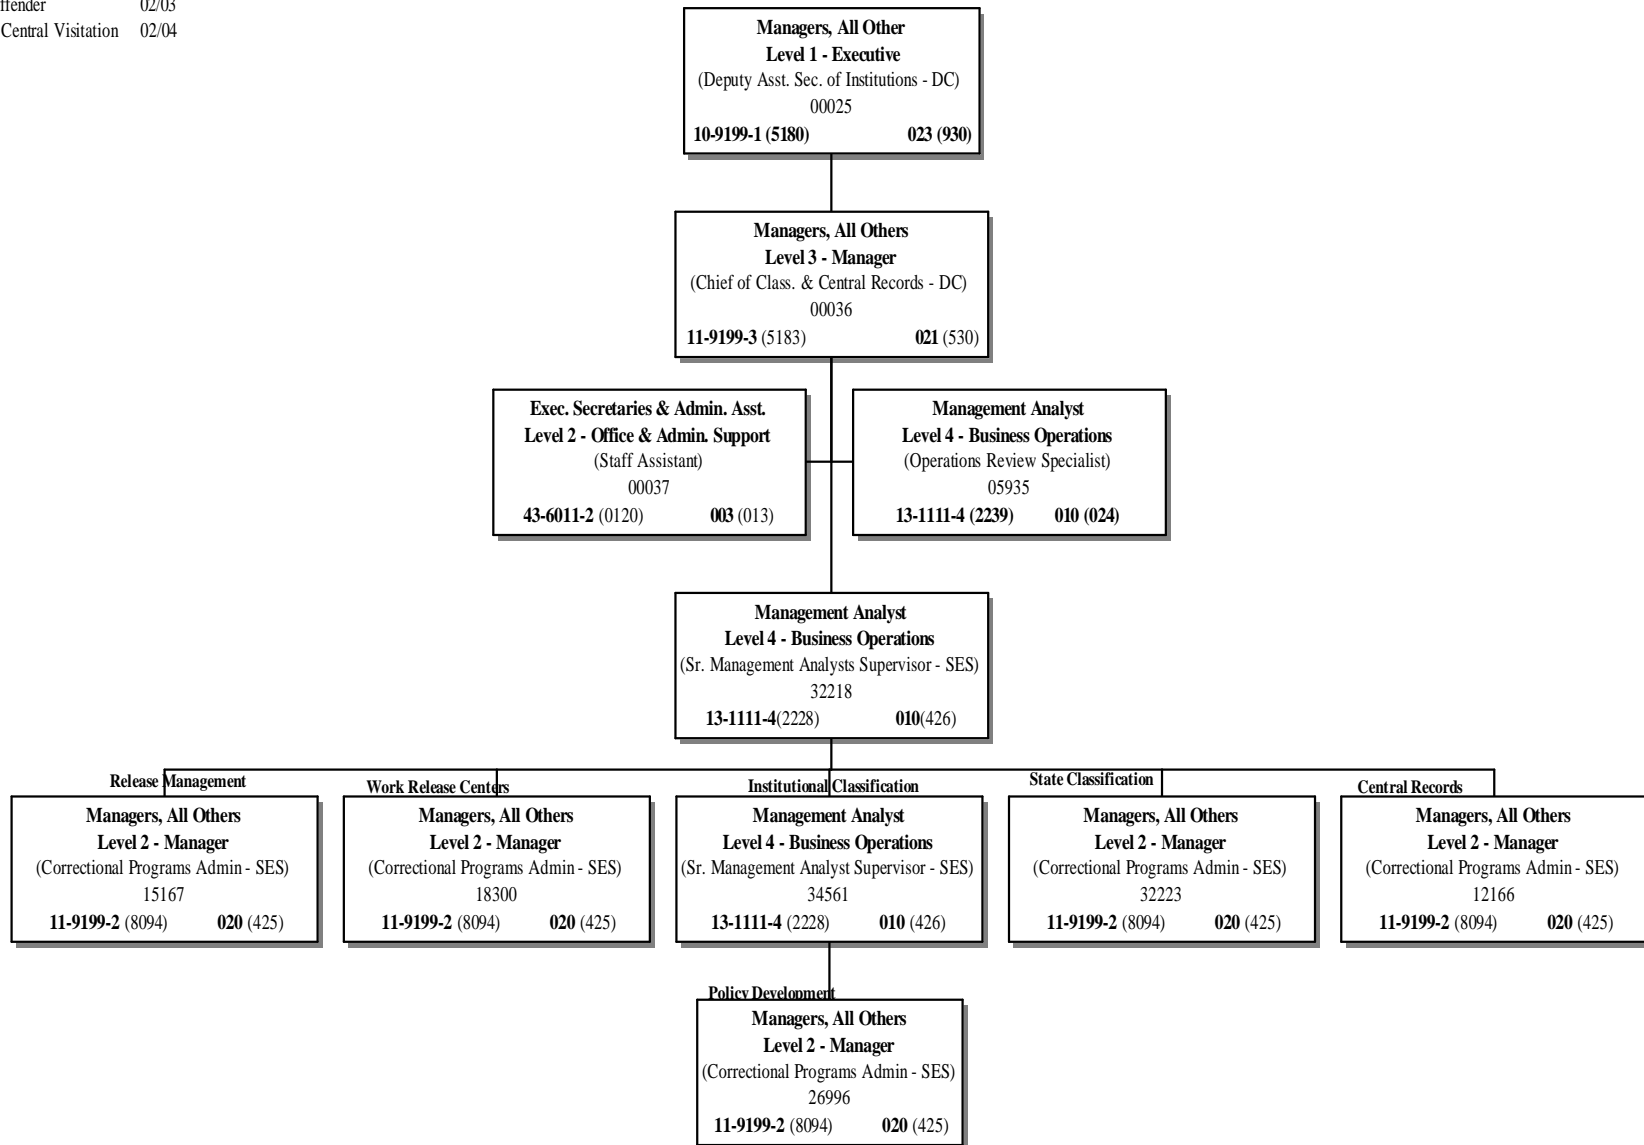 02/03
Central Visitation 02/04
Managers, All Other
Level 1 - Executive
(Deputy Asst. Sec. of Institutions - DC)
00025
10-9199-1 (5180) 023 (930)
Managers, All Others
Level 3 - Manager
(Chief of Class. & Central Records - DC)
00036
11-9199-3 (5183) 021 (530)
Exec. Secretaries & Admin. Asst.
Level 2 - Office & Admin. Support
(Staff Assistant)
00037
43-6011-2 (0120) 003 (013)
Management Analyst
Level 4 - Business Operations
(Operations Review Specialist)
05935
13-1111-4 (2239) 010 (024)
Management Analyst
Level 4 - Business Operations
(Sr. Management Analysts Supervisor - SES)
32218
13-1111-4(2228) 010(426)
Release Management
Managers, All Others
Level 2 - Manager
(Correctional Programs Admin - SES)
15167
11-9199-2 (8094) 020 (425)
Work Release Centers
Managers, All Others
Level 2 - Manager
(Correctional Programs Admin - SES)
18300
11-9199-2 (8094) 020 (425)
Institutional Classification
Management Analyst
Level 4 - Business Operations
(Sr. Management Analyst Supervisor - SES)
34561
13-1111-4 (2228) 010 (426)
State Classification
Managers, All Others
Level 2 - Manager
(Correctional Programs Admin - SES)
32223
11-9199-2 (8094) 020 (425)
Central Records
Managers, All Others
Level 2 - Manager
(Correctional Programs Admin - SES)
12166
11-9199-2 (8094) 020 (425)
Policy Development
Managers, All Others
Level 2 - Manager
(Correctional Programs Admin - SES)
26996
11-9199-2 (8094) 020 (425)